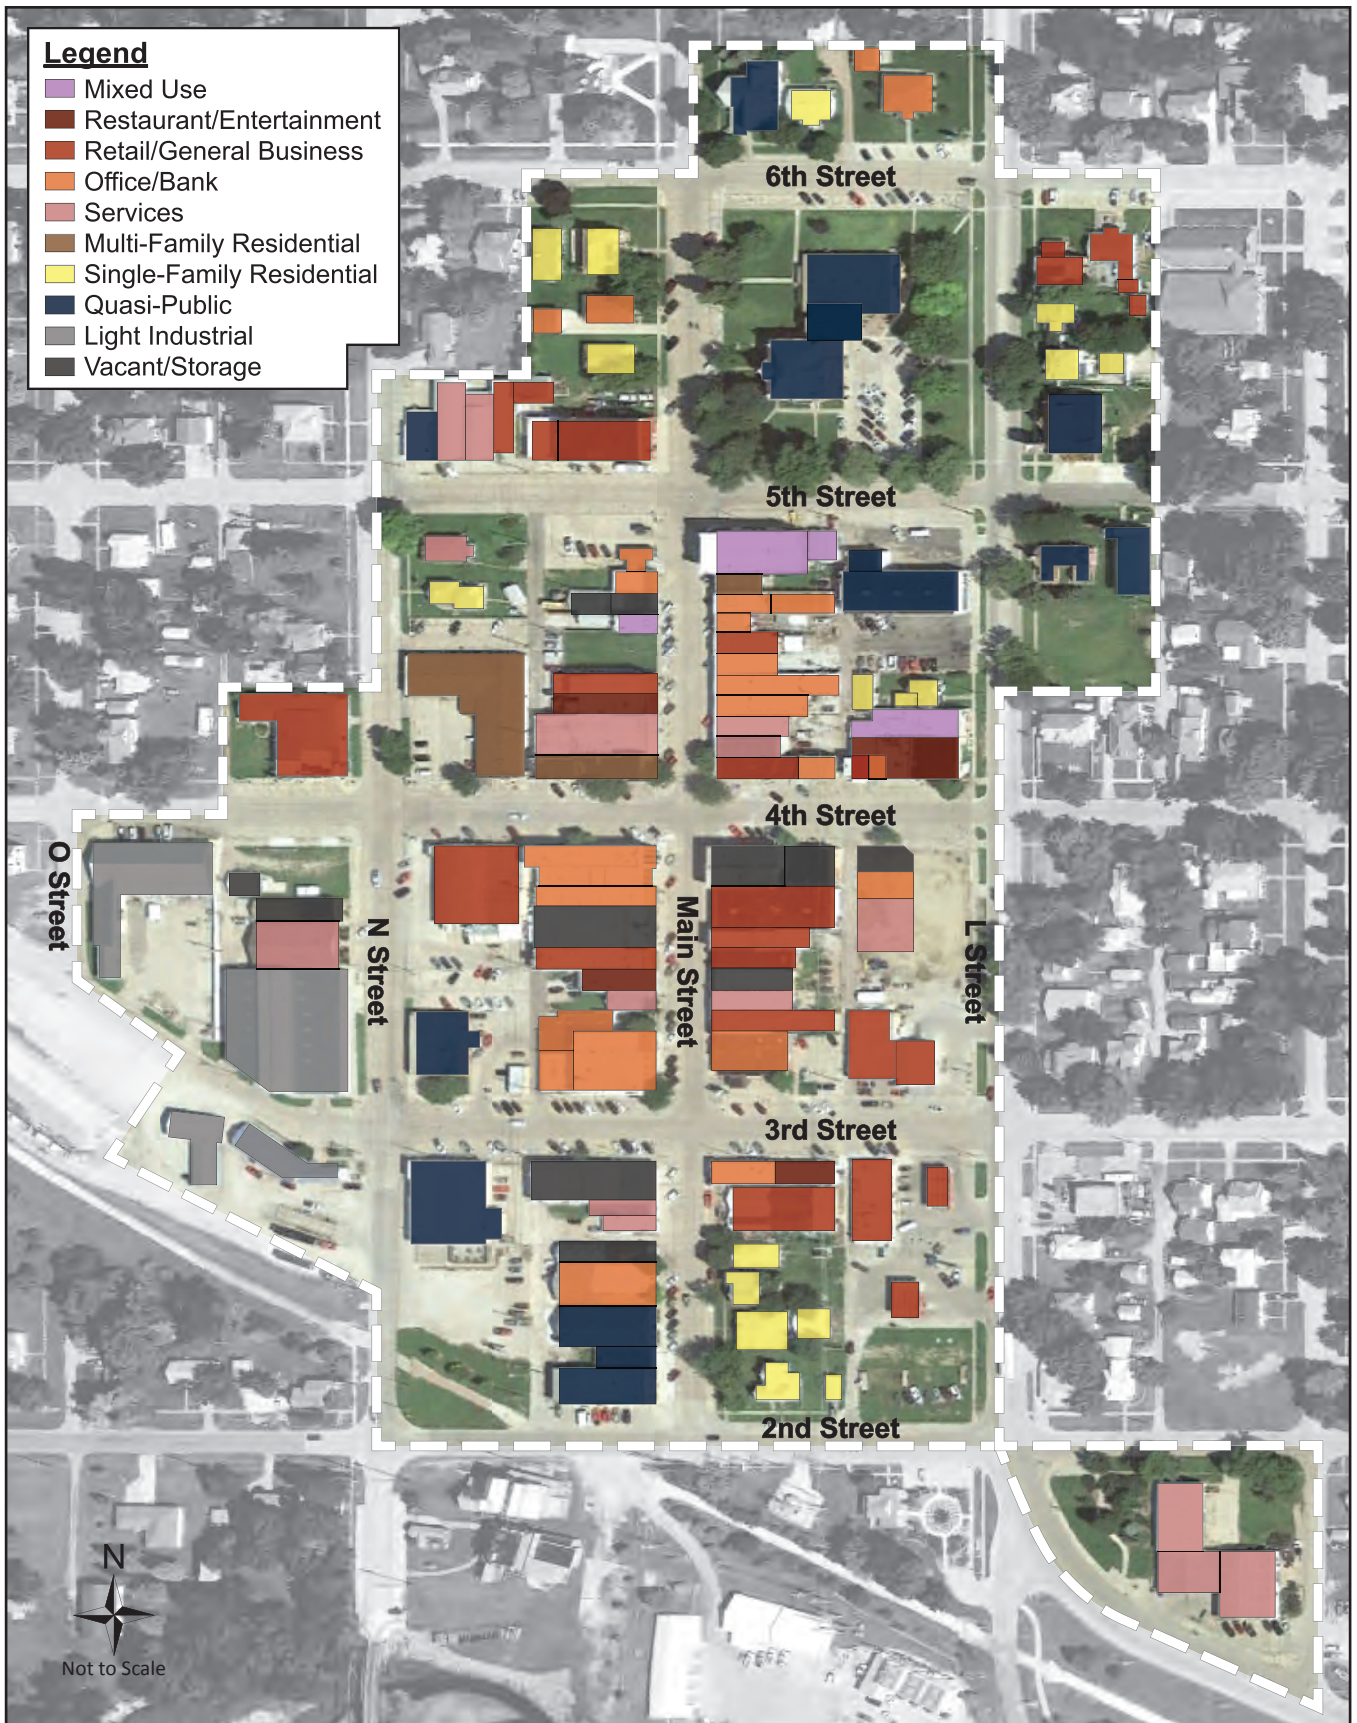 Legend
Mixed Use
Restaurant/Entertainment
Retail/General Business
Office/Bank
Services
Multi-Family Residential
Single-Family Residential
Quasi-Public
Light Industrial
Vacant/Storage
6th Street
5th Street
4th Street
O Street
N Street
Main Street
L Street
3rd Street
2nd Street
N
Not to Scale